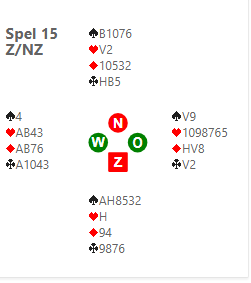 Spel 15
Z/NZ
♠B1076
♥V2
♦10532
♣HB5
♠4
♥AB43
♦AB76
♣A1043
N
W O
Z
♠V9
♥1098765
♦HV8
♣V2
♠AH8532
♥H
♦94
♣9876